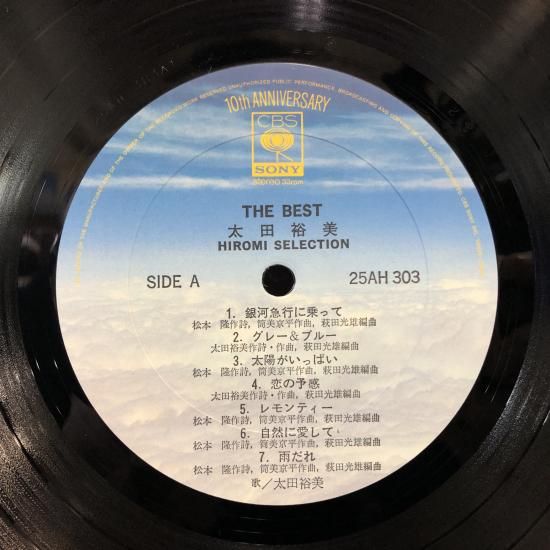 10th ANNIVERSARY
CBS
SONY
Stereo 33rpm
THE BEST
太田裕美
HIROMI SELECTION
SIDE A
25AH 303
1. 銀河急行に乗って
松本 隆作詩, 筒美京平作曲, 萩田光雄編曲
2. グレー&ブルー
太田裕美作詩・作曲, 萩田光雄編曲
3. 太陽がいっぱい
松本 隆作詩, 筒美京平作曲, 萩田光雄編曲
4. 恋の予感
太田裕美作詩・作曲, 萩田光雄編曲
5. レモンティー
松本 隆作詩, 筒美京平作曲, 萩田光雄編曲
6. 自然に愛して
松本 隆作詩, 筒美京平作曲, 萩田光雄編曲
7. 雨だれ
松本 隆作詩, 筒美京平作曲, 萩田光雄編曲
歌/太田裕美